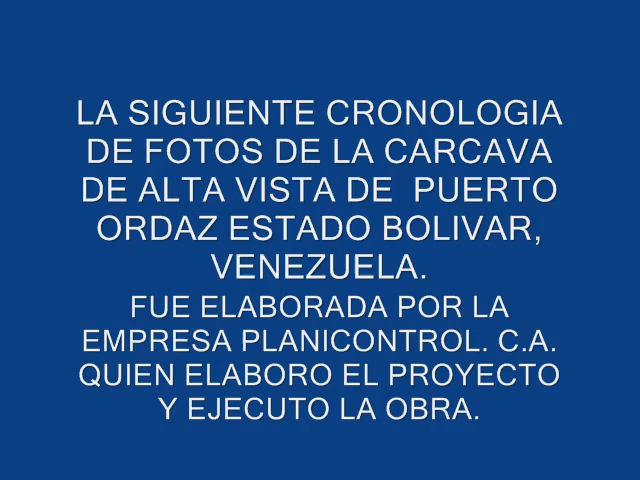 LA SIGUIENTE CRONOLOGIA
DE FOTOS DE LA CARCAVA
DE ALTA VISTA DE  PUERTO
ORDAZ ESTADO BOLIVAR,
VENEZUELA.
FUE ELABORADA POR LA
EMPRESA PLANICONTROL. C.A.
QUIEN ELABORO EL PROYECTO
Y EJECUTO LA OBRA.